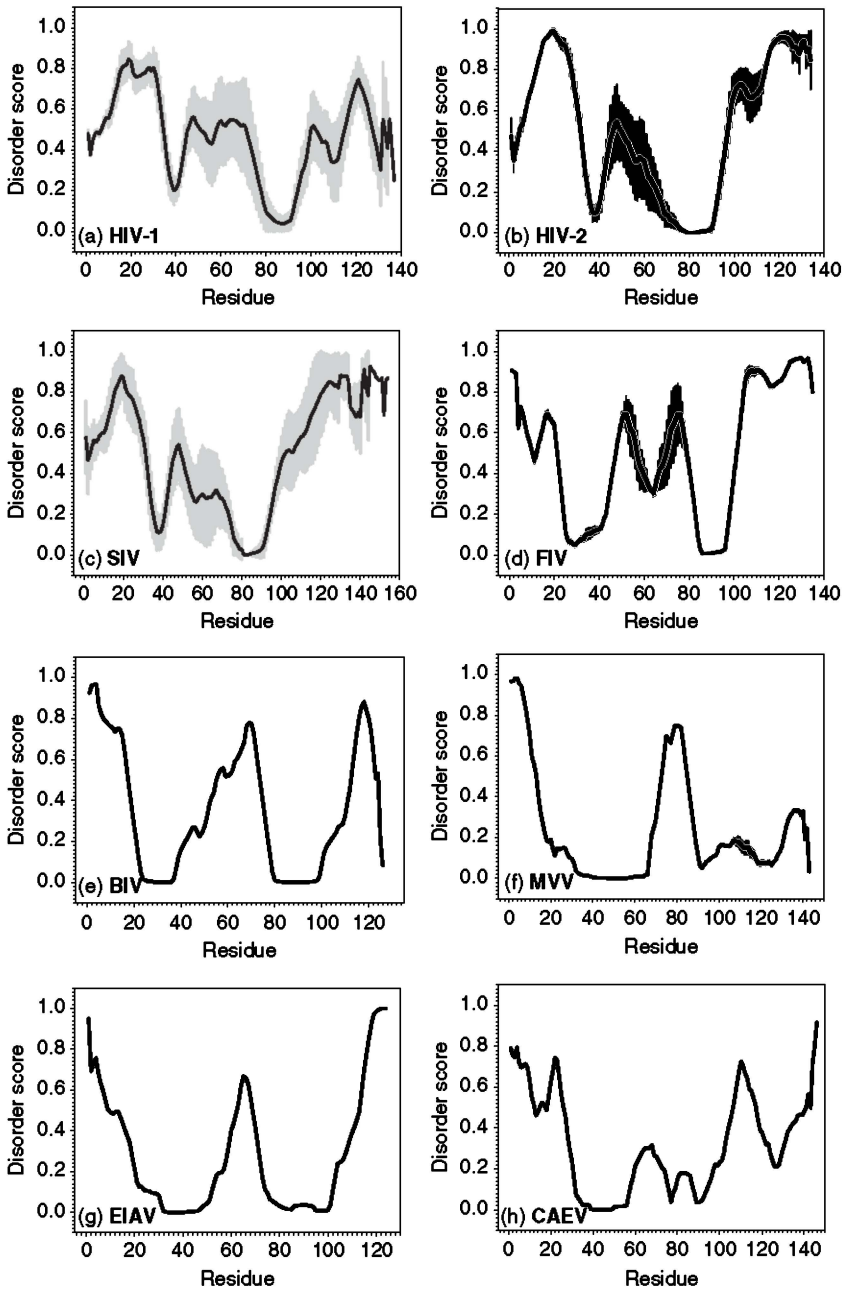 1.0
0.8
0.6
0.4
0.2
0.0
Disorder score
(a) HIV-1
0 20 40 60 80 100 120 140
Residue
1.0
0.8
0.6
0.4
0.2
0.0
Disorder score
(b) HIV-2
0 20 40 60 80 100 120 140
Residue
1.0
0.8
0.6
0.4
0.2
0.0
Disorder score
(c) SIV
0 20 40 60 80 100 120 140 160
Residue
1.0
0.8
0.6
0.4
0.2
0.0
Disorder score
(d) FIV
0 20 40 60 80 100 120 140
Residue
1.0
0.8
0.6
0.4
0.2
0.0
Disorder score
(e) BIV
0 20 40 60 80 100 120
Residue
1.0
0.8
0.6
0.4
0.2
0.0
Disorder score
(f) MVV
0 20 40 60 80 100 120 140
Residue
1.0
0.8
0.6
0.4
0.2
0.0
Disorder score
(g) EIAV
0 20 40 60 80 100 120
Residue
1.0
0.8
0.6
0.4
0.2
0.0
Disorder score
(h) CAEV
0 20 40 60 80 100 120 140
Residue